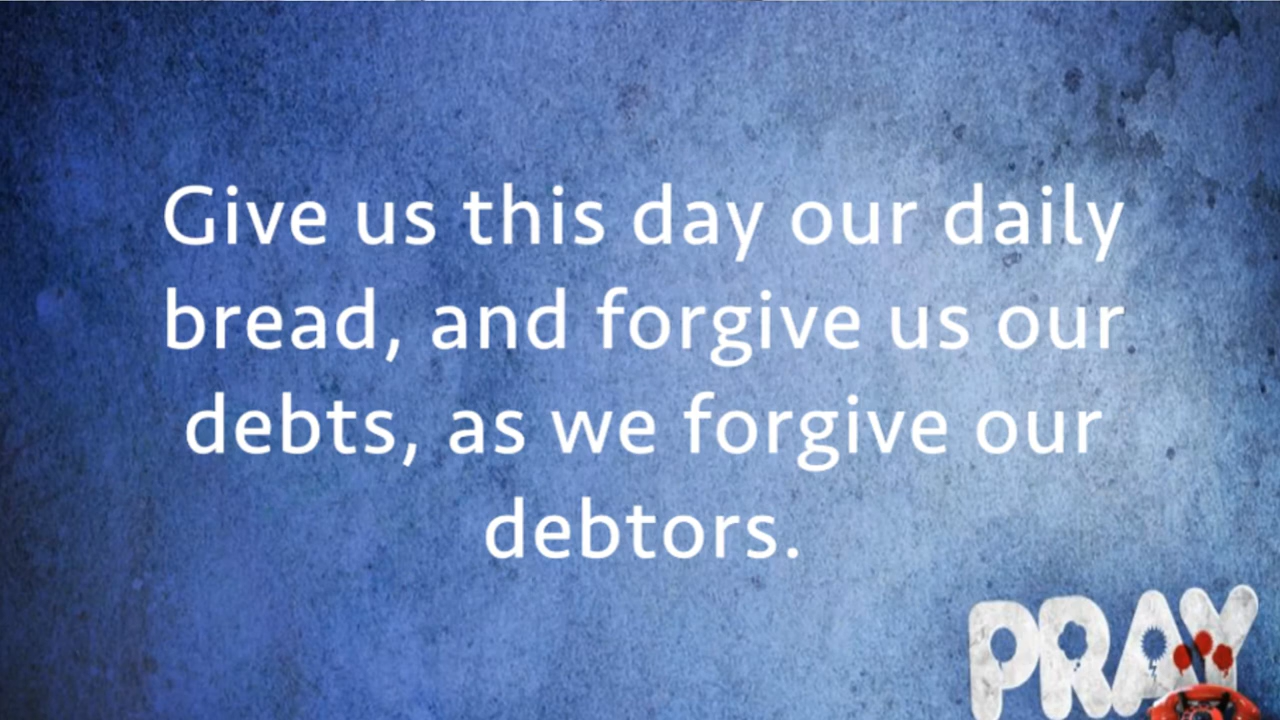 Give us this day our daily
bread, and forgive us our
debts, as we forgive our
debtors.
PRAY